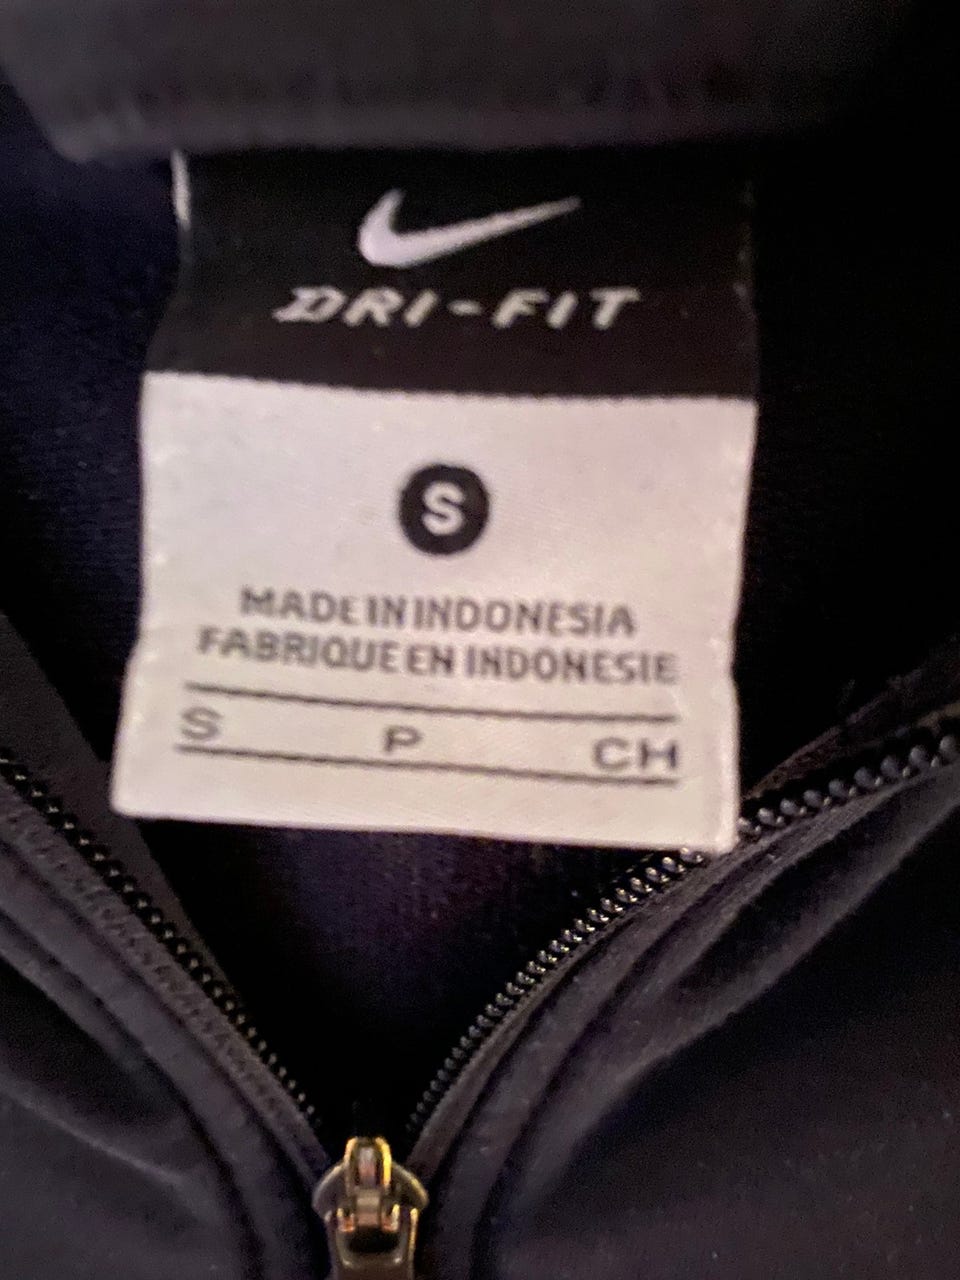 DRI-FIT
S
MADE IN INDONESIA
FABRIQUE EN INDONESIE
S P CH